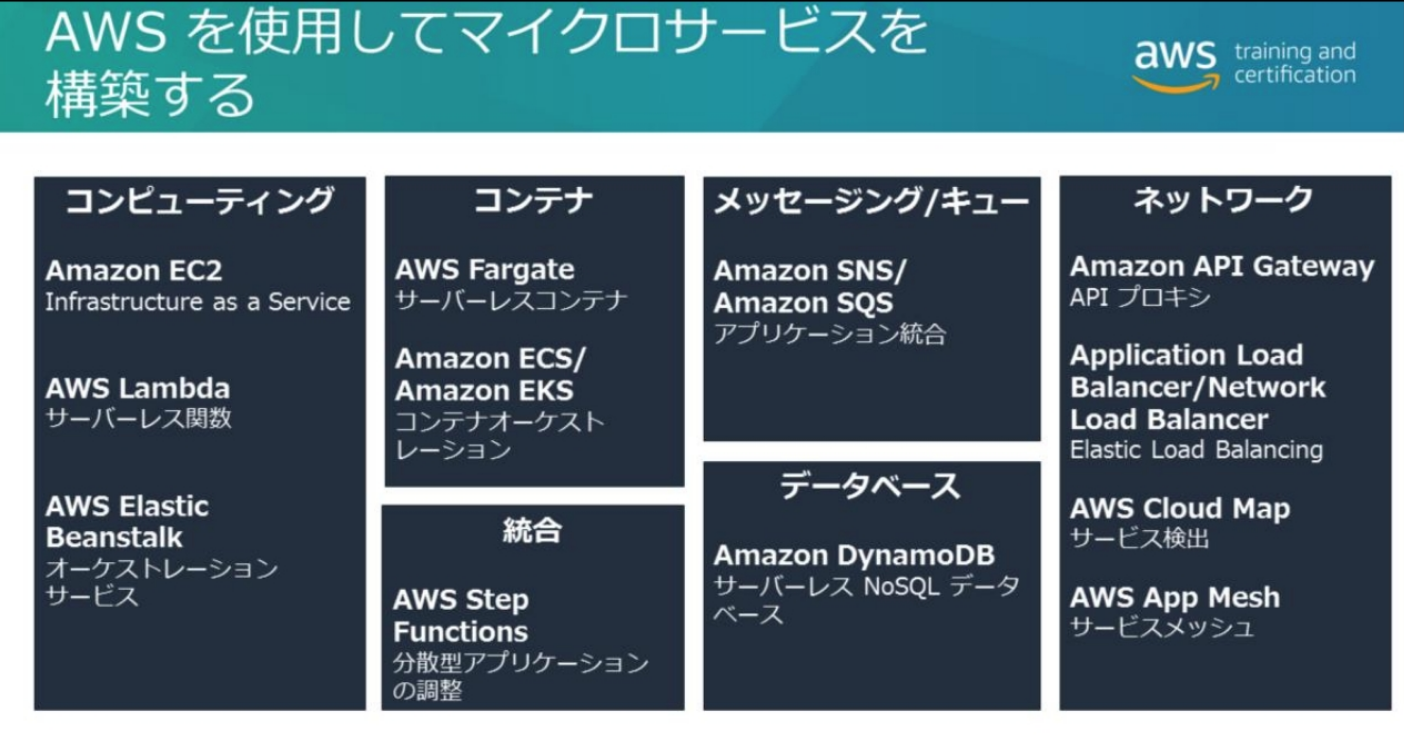 AWS を使用してマイクロサービスを
構築する
aws training and
certification
コンピューティング
Amazon EC2
Infrastructure as a Service
AWS Lambda
サーバーレス関数
AWS Elastic
Beanstalk
オーケストレーション
サービス
コンテナ
AWS Fargate
サーバーレスコンテナ
Amazon ECS/
Amazon EKS
コンテナオーケスト
レーション
統合
AWS Step
Functions
分散型アプリケーション
の調整
メッセージング/キュー
Amazon SNS/
Amazon SQS
アプリケーション統合
データベース
Amazon DynamoDB
サーバーレス NoSQL データ
ベース
ネットワーク
Amazon API Gateway
API プロキシ
Application Load
Balancer/Network
Load Balancer
Elastic Load Balancing
AWS Cloud Map
サービス検出
AWS App Mesh
サービスメッシュ